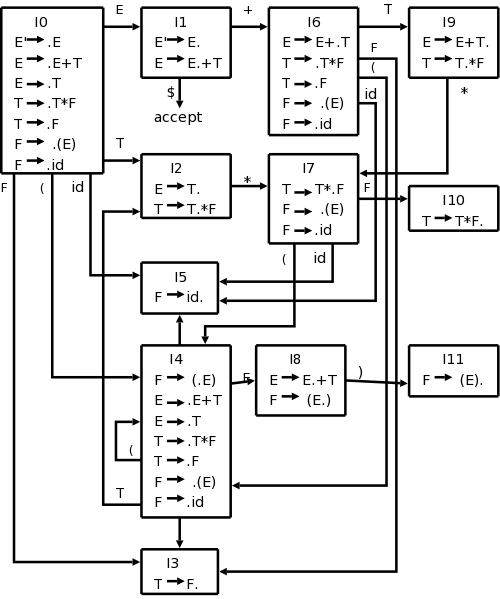 I0
E'→.E
E→.E+T
E→.T
T→.T*F
T→.F
F→.(E)
F→.id
E
I1
E'→E.
E→E.+T
$
accept
+
I6
E→E+.T
T→.T*F
T→.F
F→.(E)
F→.id
T
I9
E→E+T.
T→T.*F
F
(
id
*
T
I2
E→T.
T→T.*F
*
I7
T→T*.F
F→.(E)
F→.id
F
I10
T→T*F.
F
(
id
(
id
I5
F→id.
I4
F→(.E)
E→.E+T
E→.T
T→.T*F
T→.F
F→.(E)
F→.id
(
T
E
I8
E→E.+T
F→(E.)
)
I11
F→(E).
I3
T→F.